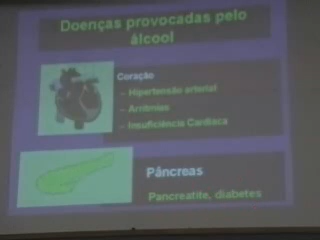 Doenças provocadas pelo
álcool
Coração
– Hipertensão arterial
– Arritmias
– Insuficiência Cardíaca
Pâncreas
Pancreatite, diabetes